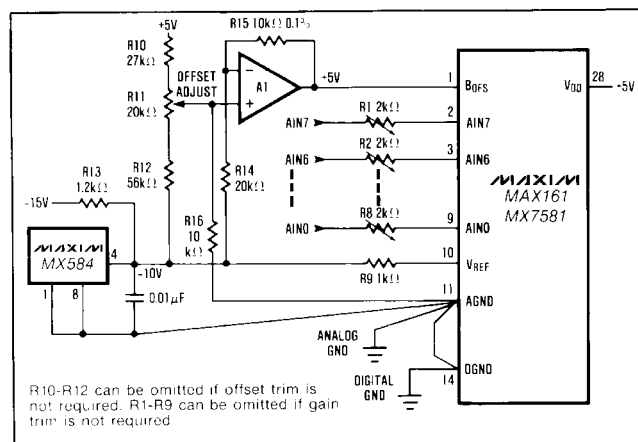 R15 10kΩ 0.1%
+5V
R10
27kΩ
R11
20kΩ
OFFSET
ADJUST
A1
−
+
+5V
R12
56kΩ
R13
1.2kΩ
−15V
R14
20kΩ
R16
10
kΩ
MAXIM
MX584
4
1
8
−10V
0.01μF
AIN7
R1 2kΩ
AIN6
R2 2kΩ
AIN0
R8 2kΩ
R9 1kΩ
1
BOFS
2
AIN7
3
AIN6
9
AIN0
10
VREF
11
AGND
14
OGND
VDD
28
+5V
MAXIM
MAX161
MX7581
ANALOG
GND
DIGITAL
GND
R10-R12 can be omitted if offset trim is
not required. R1-R9 can be omitted if gain
trim is not required